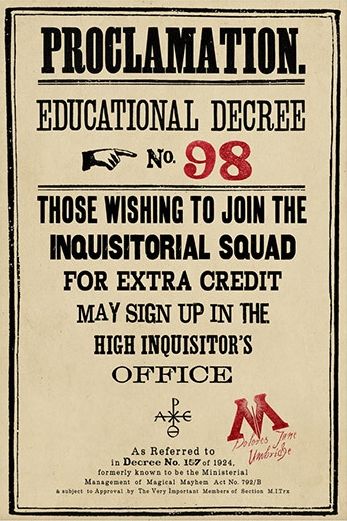 PROCLAMATION.
EDUCATIONAL DECREE
No. 98
THOSE WISHING TO JOIN THE
INQUISITORIAL SQUAD
FOR EXTRA CREDIT
MAY SIGN UP IN THE
HIGH INQUISITOR'S
OFFICE
M
Dolores Jane
Umbridge
As Referred to
in Decree No. 157 of 1924,
formerly known to be the Ministerial
Management of Magical Mayhem Act No. 792/B
& subject to Approval by The Very Important Members of Section M.I.Trx